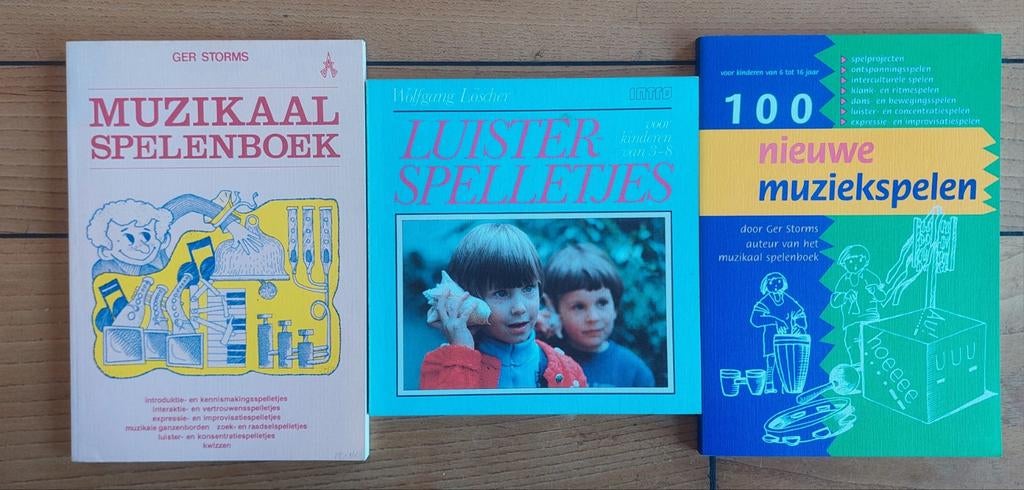 GER STORMS
MUZIKAAL
SPELENBOEK
introduktie- en kennismakingsspelletjes
interaktie- en vertrouwensspelletjes
expressie- en improvisatiespelletjes
muzikale ganzenborden zoek- en raadselspelletjes
luister- en konsentratiespelletjes
kwizzen
Wolfgang Löscher
INTRO
LUISTER
SPELLETJES
voor
kinderen
van 3-8
voor kinderen van 6 tot 16 jaar
spelprojecten
ontspanningsspelen
interculturele spelen
klank- en ritmespelen
dans- en bewegingsspelen
luister- en concentratiespelen
expressie- en improvisatiespelen
100
nieuwe
muziekspelen
door Ger Storms
auteur van het
muzikaal spelenboek
hoeeeee